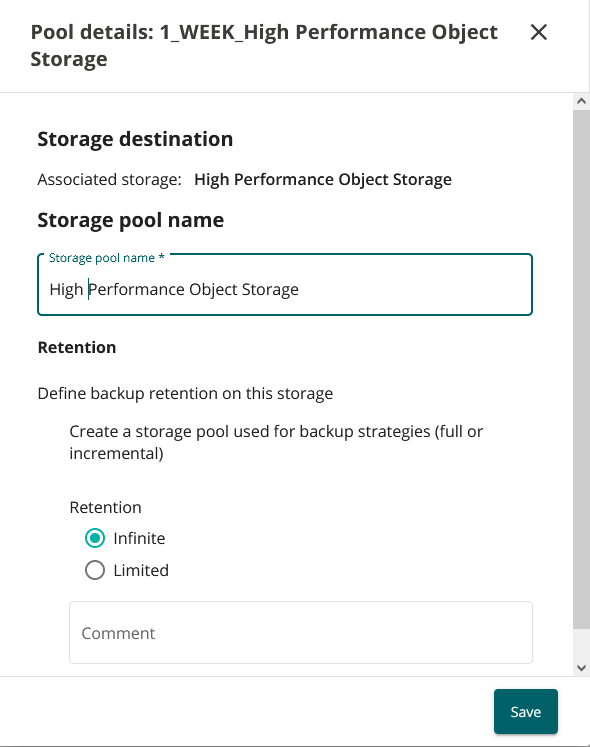 Pool details: 1_WEEK_High Performance Object
Storage
Storage destination
Associated storage: High Performance Object Storage
Storage pool name
Storage pool name *
High Performance Object Storage
Retention
Define backup retention on this storage
Create a storage pool used for backup strategies (full or
incremental)
Retention
Infinite
Limited
Comment
Save